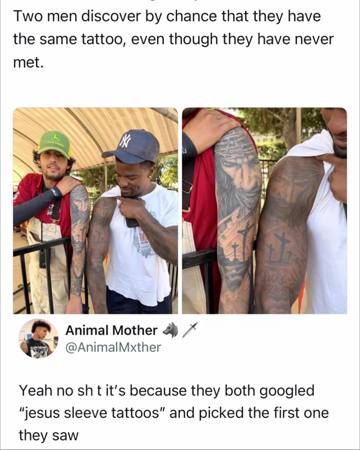 Two men discover by chance that they have
the same tattoo, even though they have never
met.
Animal Mother 🐺🗡️
@AnimalMxther
Yeah no sh t it’s because they both googled
“jesus sleeve tattoos” and picked the first one
they saw